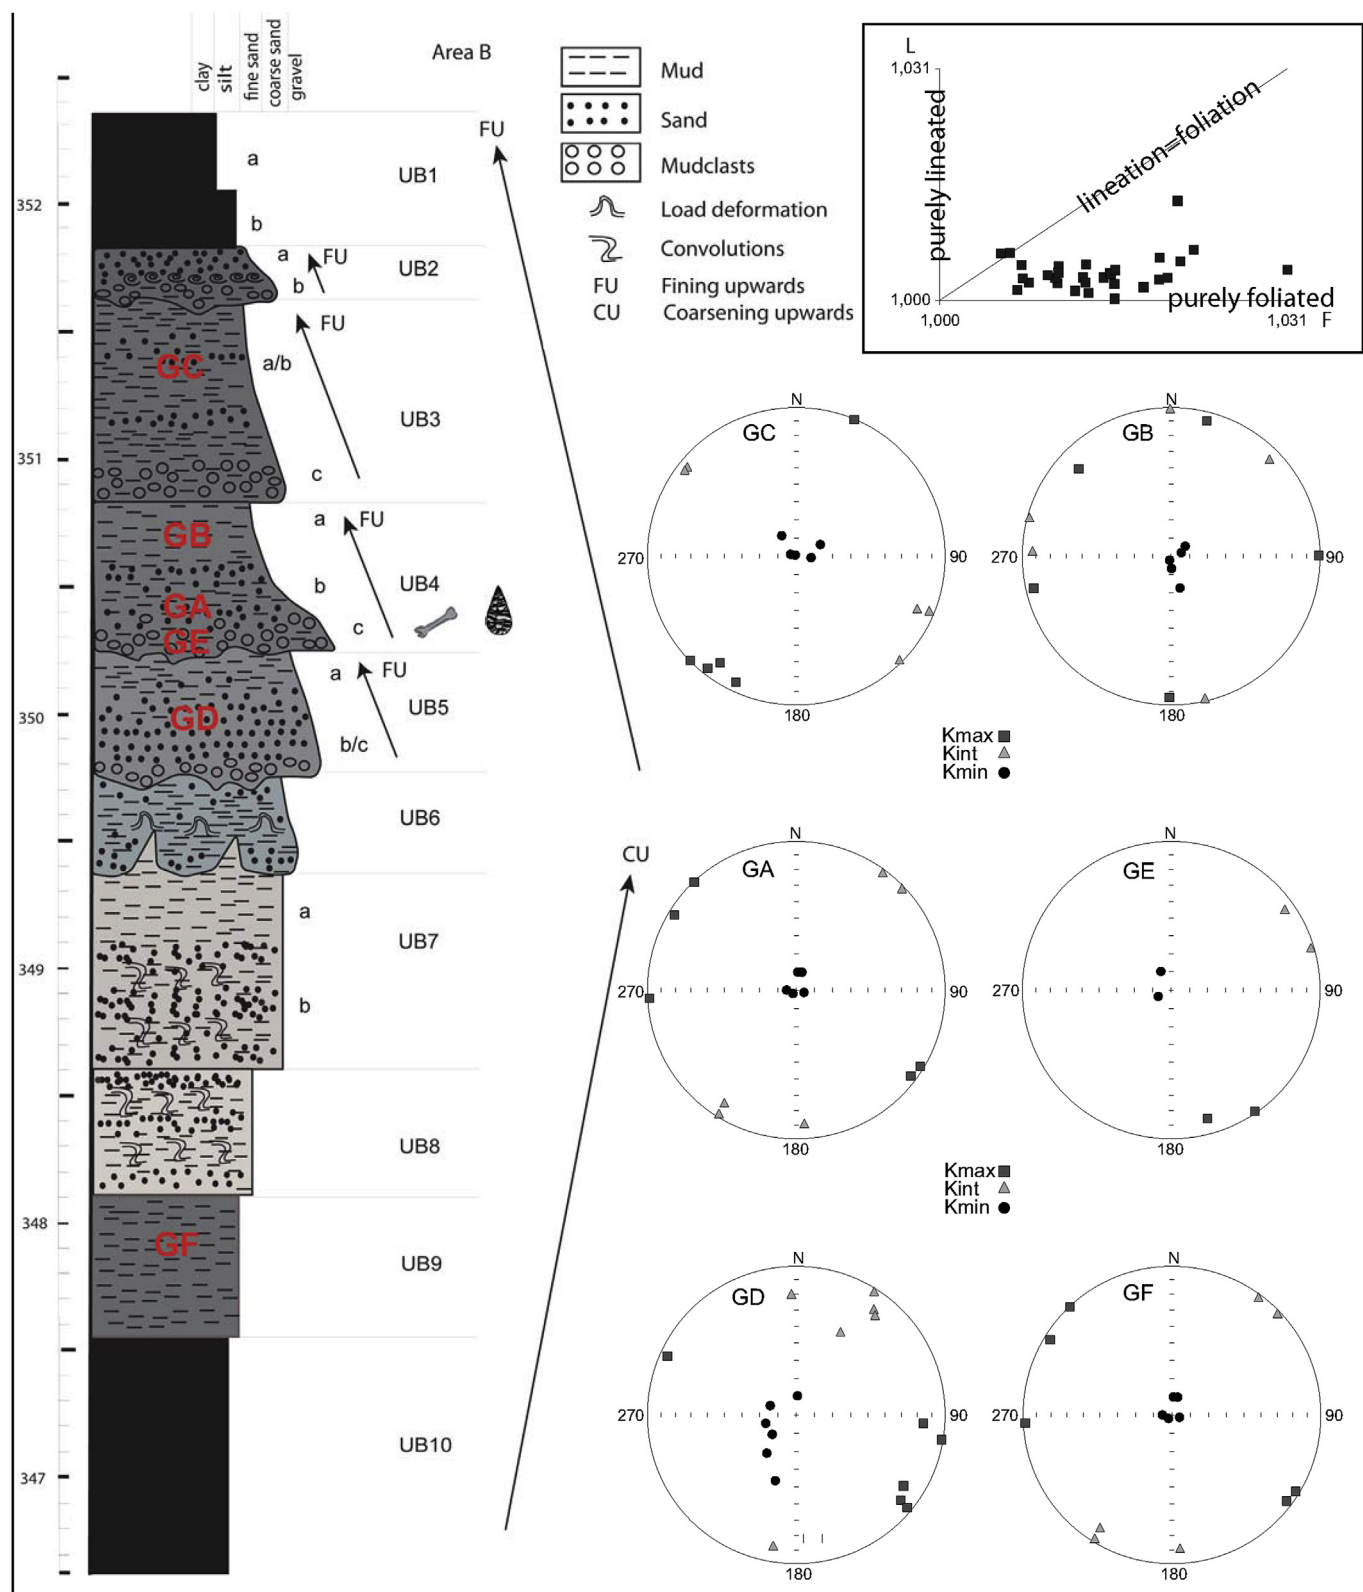 clay
silt
fine sand
coarse sand
gravel
Area B
352
351
350
349
348
347
a
b
UB1
a
b
UB2
FU
a/b
c
UB3
FU
a
b
c
UB4
FU
a
b/c
UB5
FU
UB6
a
b
UB7
UB8
UB9
UB10
GC
GB
GA
GE
GD
GF
FU
CU
Mud
Sand
Mudclasts
Load deformation
Convolutions
FU Fining upwards
CU Coarsening upwards
L
1,031
purely lineated
lineation=foliation
1,000
purely foliated
1,000
1,031 F
N
GC
270
90
180
N
GB
270
90
180
Kmax
Kint
Kmin
N
GA
270
90
180
N
GE
270
90
180
Kmax
Kint
Kmin
N
GD
270
90
180
N
GF
270
90
180